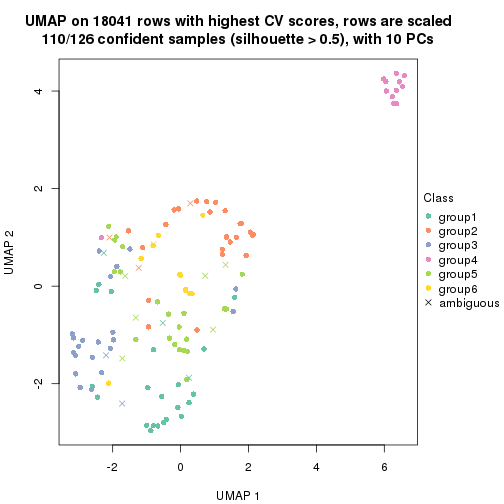 UMAP on 18041 rows with highest CV scores, rows are scaled
110/126 confident samples (silhouette > 0.5), with 10 PCs
Class
group1
group2
group3
group4
group5
group6
ambiguous
4
2
0
-2
UMAP 2
-2
0
2
4
6
UMAP 1